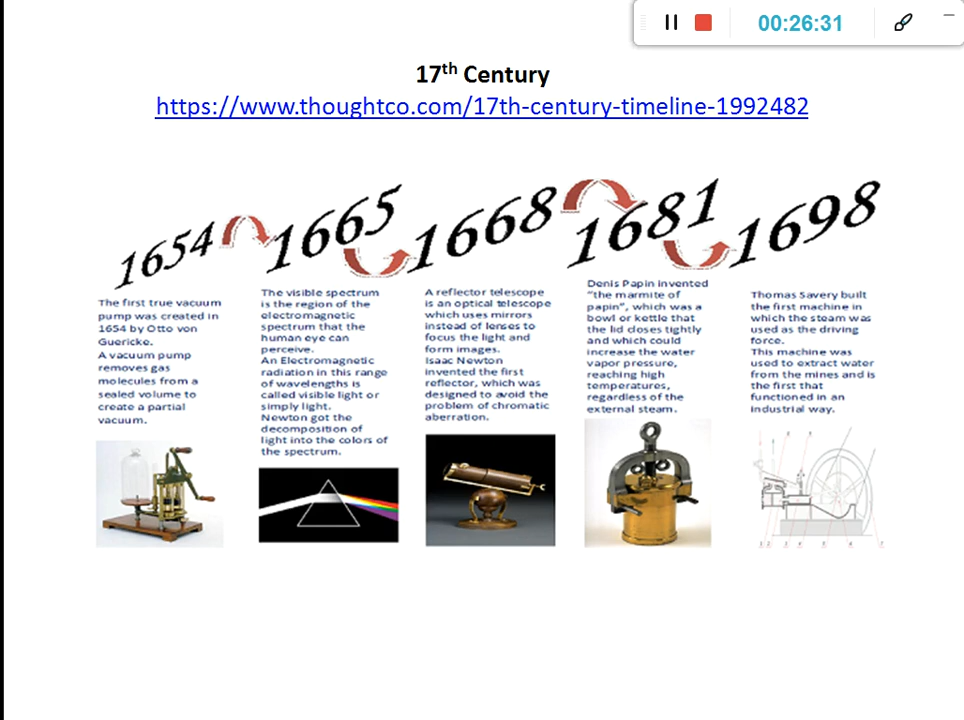 00:26:31
17th Century
https://www.thoughtco.com/17th-century-timeline-1992482
1654
1665
1668
1681
1698
The first true vacuum
pump was created in
1654 by Otto von
Guericke.
A vacuum pump
removes gas
molecules from a
sealed volume to
create a partial
vacuum.
The visible spectrum
is the region of the
electromagnetic
spectrum that the
human eye can
perceive.
An Electromagnetic
radiation in this range
of wavelengths is
called visible light or
simply light.
Newton got the
decomposition of
light into the colors of
the spectrum.
A reflector telescope
is an optical telescope
which uses mirrors
instead of lenses to
focus the light and
form images.
Isaac Newton
invented the first
reflector, which was
designed to avoid the
problem of chromatic
aberration.
Denis Papin invented
"the marmite of
papin", which was a
bowl or kettle that
the lid closes tightly
and which could
increase the water
vapor pressure,
reaching high
temperatures,
regardless of the
external steam.
Thomas Savery built
the first machine in
which the steam was
used as the driving
force.
This machine was
used to extract water
from the mines and is
the first that
functioned in an
industrial way.